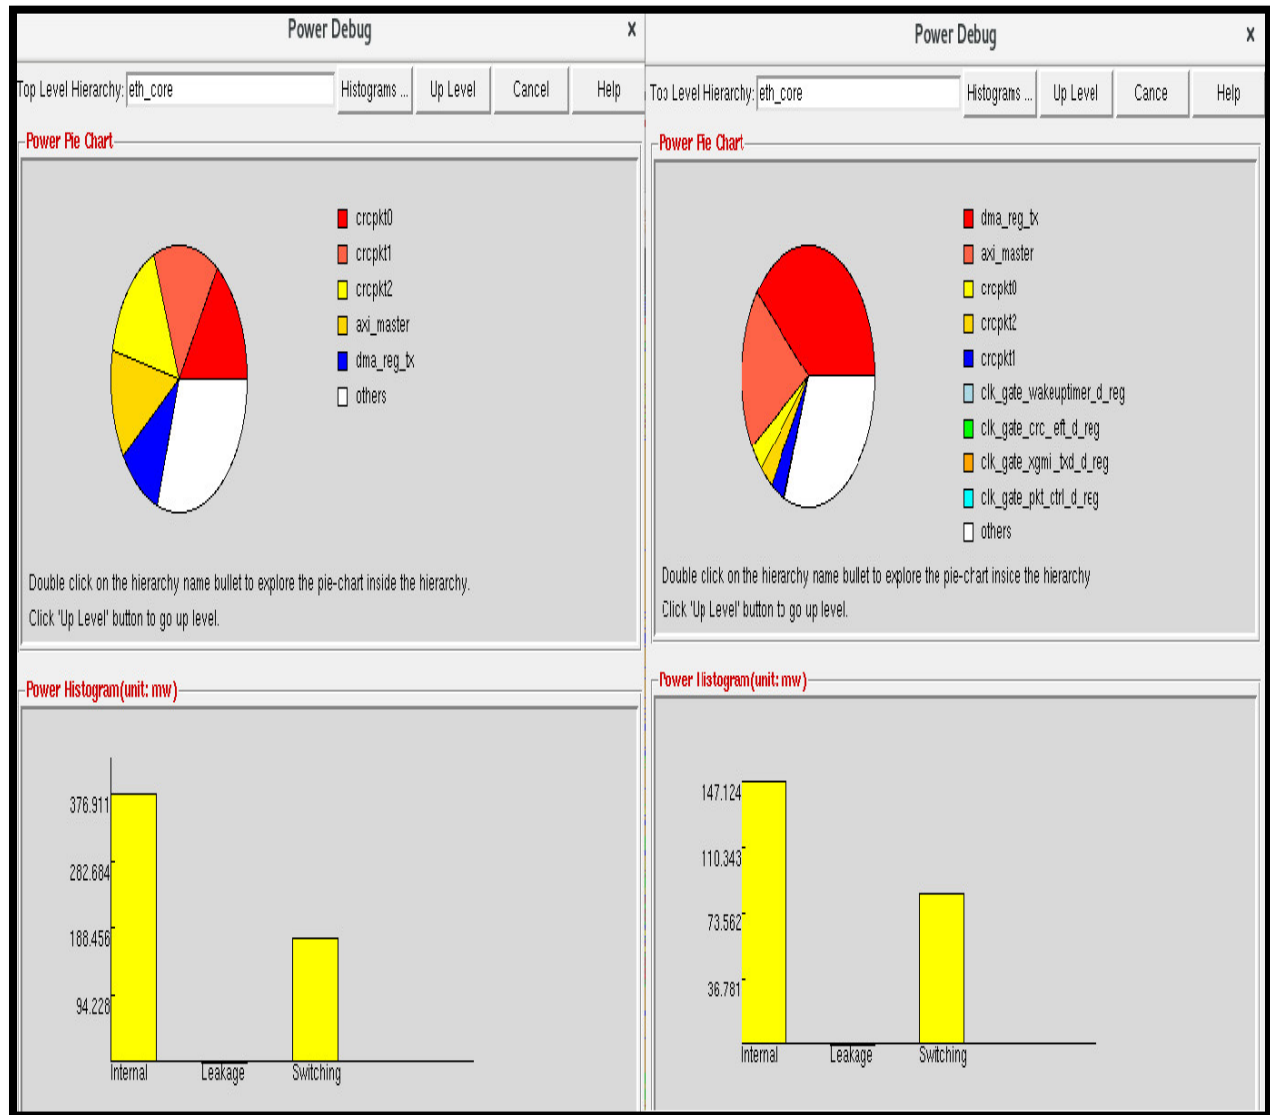 Power Debug
x
Top Level Hierarchy: eth_core
Histograms ...
Up Level
Cancel
Help
Power Pie Chart
crcpkt0
crcpkt1
crcpkt2
axi_master
dma_reg_tx
others
Double click on the hierarchy name bullet to explore the pie-chart inside the hierarchy.
Click 'Up Level' button to go up level.
Power Histogram(unit: mw)
376.911
282.684
188.456
94.228
Internal
Leakage
Switching
Power Debug
x
Top Level Hierarchy: eth_core
Histograms ...
Up Level
Cance
Help
Power Pie Chart
dma_reg_tx
axi_master
crcpkt0
crcpkt2
crcpkt1
clk_gate_wakeuptimer_d_reg
clk_gate_crc_eft_d_reg
clk_gate_xgmi_txd_d_reg
clk_gate_pkt_ctrl_d_reg
others
Double click on the hierarchy name bullet to explore the pie-chart insice the hierarchy
Click 'Up Level' button to go up level.
Power Histogram(unit: mw)
147.124
110.343
73.562
36.781
Internal
Leakage
Switching